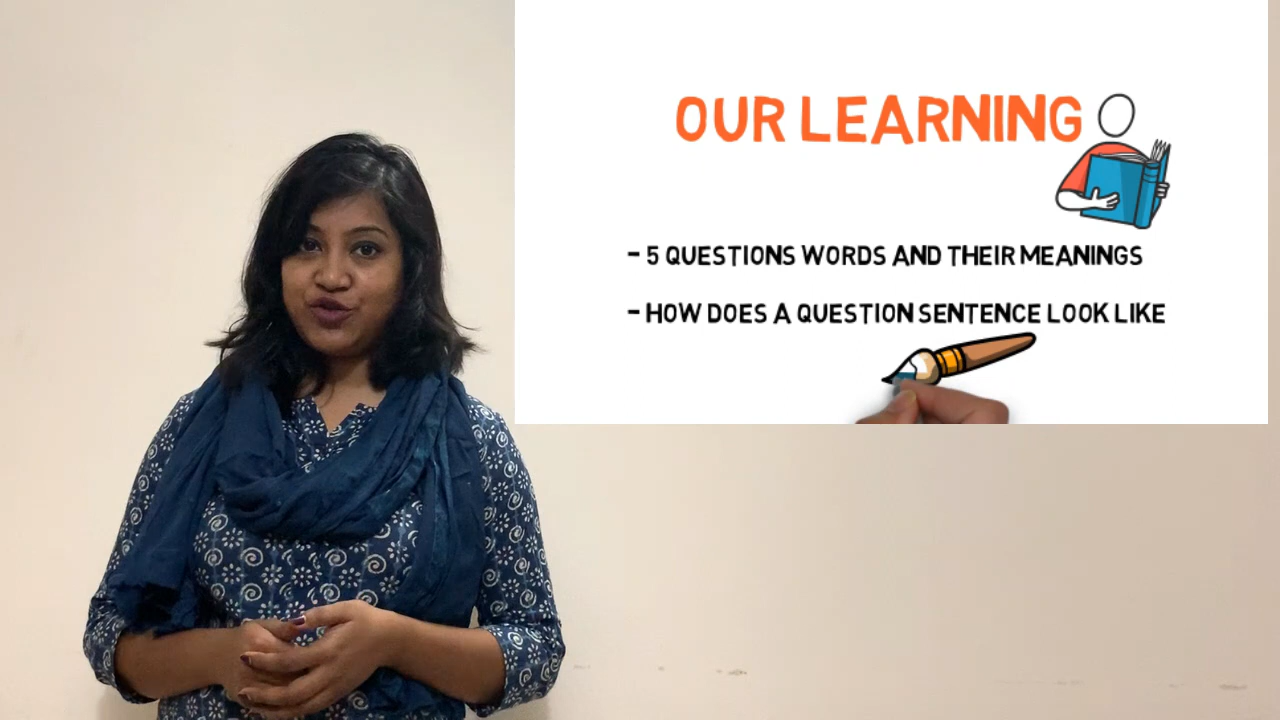 OUR LEARNING
- 5 QUESTIONS WORDS AND THEIR MEANINGS
- HOW DOES A QUESTION SENTENCE LOOK LIKE